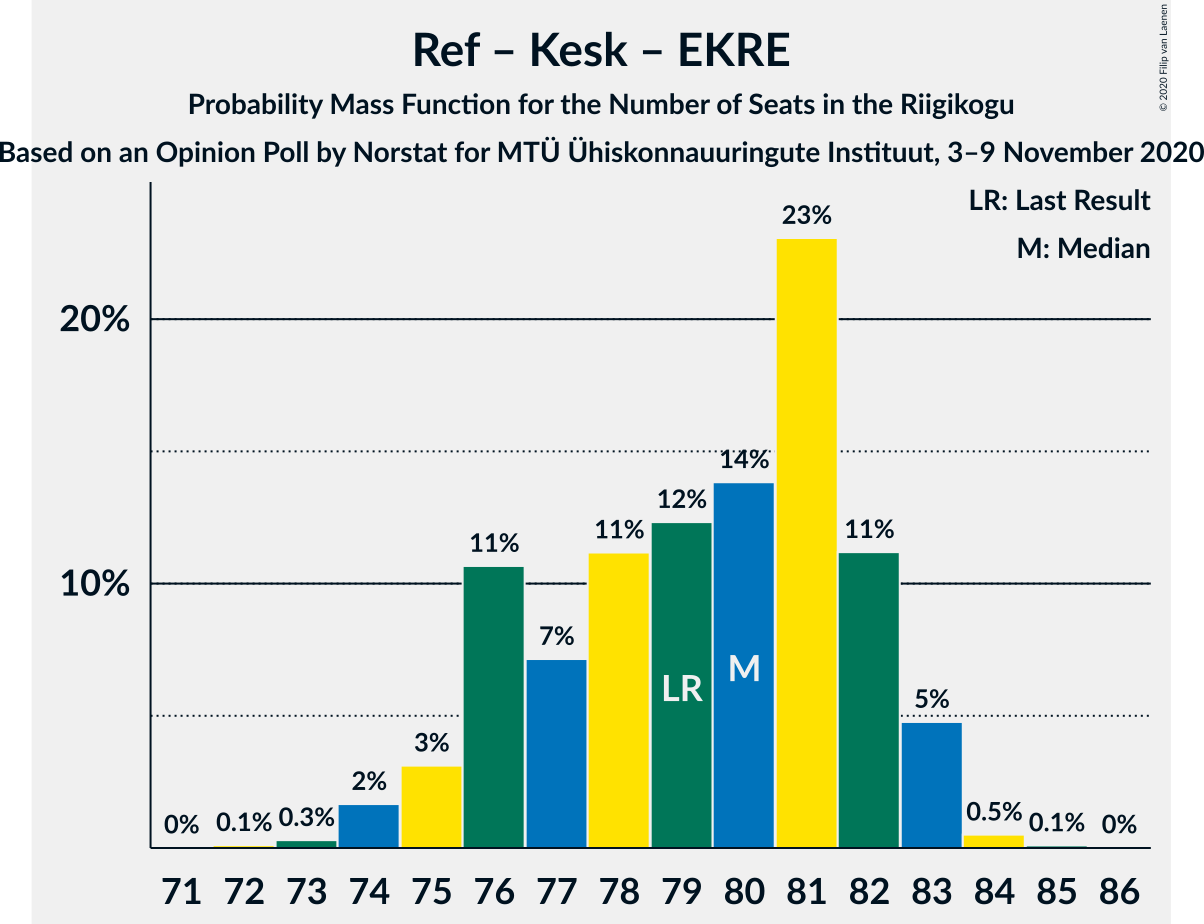 Ref – Kesk – EKRE
Probability Mass Function for the Number of Seats in the Riigikogu
Based on an Opinion Poll by Norstat for MTÜ Ühiskonnauuringute Instituut, 3–9 November 2020
© 2020 Filip van Laenen
LR: Last Result
M: Median
20%
10%
0% 0.1% 0.3% 2% 3% 11% 7% 11% 12% 14% 23% 11% 5% 0.5% 0.1% 0%
LR M
71 72 73 74 75 76 77 78 79 80 81 82 83 84 85 86